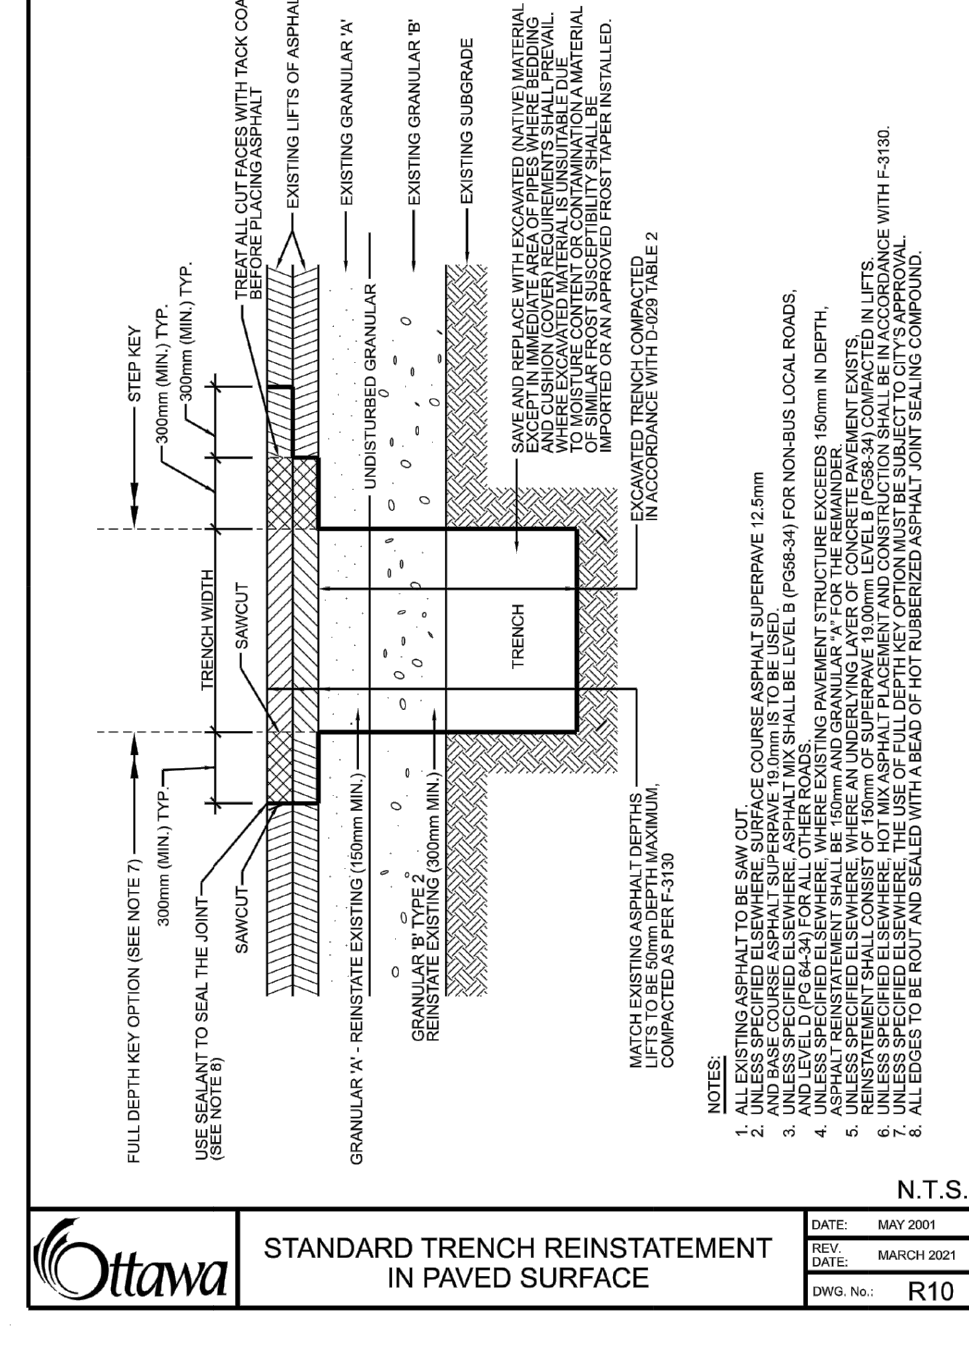 FULL DEPTH KEY OPTION (SEE NOTE 7)
STEP KEY
300mm (MIN.) TYP.
300mm (MIN.) TYP.
300mm (MIN.) TYP.
USE SEALANT TO SEAL THE JOINT
(SEE NOTE 8)
TRENCH WIDTH
SAWCUT
SAWCUT
TREAT ALL CUT FACES WITH TACK COA
BEFORE PLACING ASPHALT
EXISTING LIFTS OF ASPHAL
EXISTING GRANULAR 'A'
UNDISTURBED GRANULAR
EXISTING GRANULAR 'B'
EXISTING SUBGRADE
GRANULAR 'A' - REINSTATE EXISTING (150mm MIN.)
GRANULAR 'B' TYPE 2
REINSTATE EXISTING (300mm MIN.)
TRENCH
SAVE AND REPLACE WITH EXCAVATED (NATIVE) MATERIAL
EXCEPT IN IMMEDIATE AREA OF PIPES WHERE BEDDING
AND CUSHION (COVER) REQUIREMENTS SHALL PREVAIL.
WHERE EXCAVATED MATERIAL IS UNSUITABLE DUE
TO MOISTURE CONTENT OR CONTAMINATION A MATERIAL
OF SIMILAR FROST SUSCEPTIBILITY SHALL BE
IMPORTED OR AN APPROVED FROST TAPER INSTALLED.
MATCH EXISTING ASPHALT DEPTHS
LIFTS TO BE 50mm DEPTH MAXIMUM,
COMPACTED AS PER F-3130
EXCAVATED TRENCH COMPACTED
IN ACCORDANCE WITH D-029 TABLE 2
NOTES:
1. ALL EXISTING ASPHALT TO BE SAW CUT.
2. UNLESS SPECIFIED ELSEWHERE, SURFACE COURSE ASPHALT SUPERPAVE 12.5mm
AND BASE COURSE ASPHALT SUPERPAVE 19.0mm IS TO BE USED.
3. UNLESS SPECIFIED ELSEWHERE, ASPHALT MIX SHALL BE LEVEL B (PG58-34) FOR NON-BUS LOCAL ROADS,
AND LEVEL D (PG 64-34) FOR ALL OTHER ROADS.
4. UNLESS SPECIFIED ELSEWHERE, WHERE EXISTING PAVEMENT STRUCTURE EXCEEDS 150mm IN DEPTH,
ASPHALT REINSTATEMENT SHALL BE 150mm AND GRANULAR "A" FOR THE REMAINDER.
5. UNLESS SPECIFIED ELSEWHERE, WHERE AN UNDERLYING LAYER OF CONCRETE PAVEMENT EXISTS,
REINSTATEMENT SHALL CONSIST OF 150mm OF SUPERPAVE 19.00mm LEVEL B (PG58-34) COMPACTED IN LIFTS.
6. UNLESS SPECIFIED ELSEWHERE, HOT MIX ASPHALT PLACEMENT AND CONSTRUCTION SHALL BE IN ACCORDANCE WITH F-3130.
7. UNLESS SPECIFIED ELSEWHERE, THE USE OF FULL DEPTH KEY OPTION MUST BE SUBJECT TO CITY'S APPROVAL.
8. ALL EDGES TO BE ROUT AND SEALED WITH A BEAD OF HOT RUBBERIZED ASPHALT JOINT SEALING COMPOUND.
N.T.S.
Ottawa
STANDARD TRENCH REINSTATEMENT
IN PAVED SURFACE
DATE: MAY 2001
REV.
DATE: MARCH 2021
DWG. No.: R10